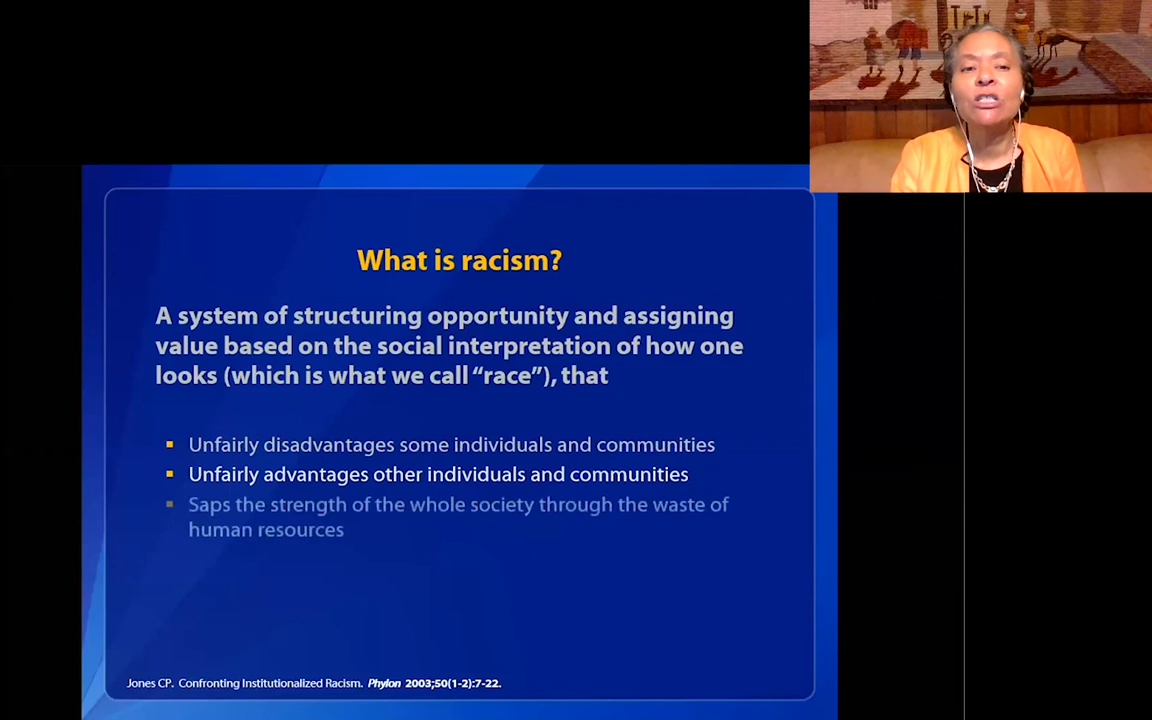 What is racism?
A system of structuring opportunity and assigning
value based on the social interpretation of how one
looks (which is what we call “race”), that
▪ Unfairly disadvantages some individuals and communities
▪ Unfairly advantages other individuals and communities
▪ Saps the strength of the whole society through the waste of
human resources
Jones CP. Confronting Institutionalized Racism. Phylon 2003;50(1-2):7-22.